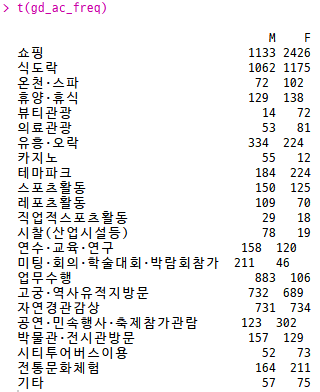 > t(gd_ac_freq)
M F
쇼핑 1133 2426
식도락 1062 1175
온천·스파 72 102
휴양·휴식 129 138
뷰티관광 14 72
의료관광 53 81
유흥·오락 334 224
카지노 55 12
테마파크 184 224
스포츠활동 150 125
레포츠활동 109 70
직업적스포츠활동 29 18
시찰(산업시설등) 78 19
연수·교육·연구 158 120
미팅·회의·학술대회·박람회참가 211 46
업무수행 883 106
고궁·역사유적지방문 732 689
자연경관감상 731 734
공연·민속행사·축제참가관람 123 302
박물관·전시관방문 157 129
시티투어버스이용 52 73
전통문화체험 164 211
기타 57 75